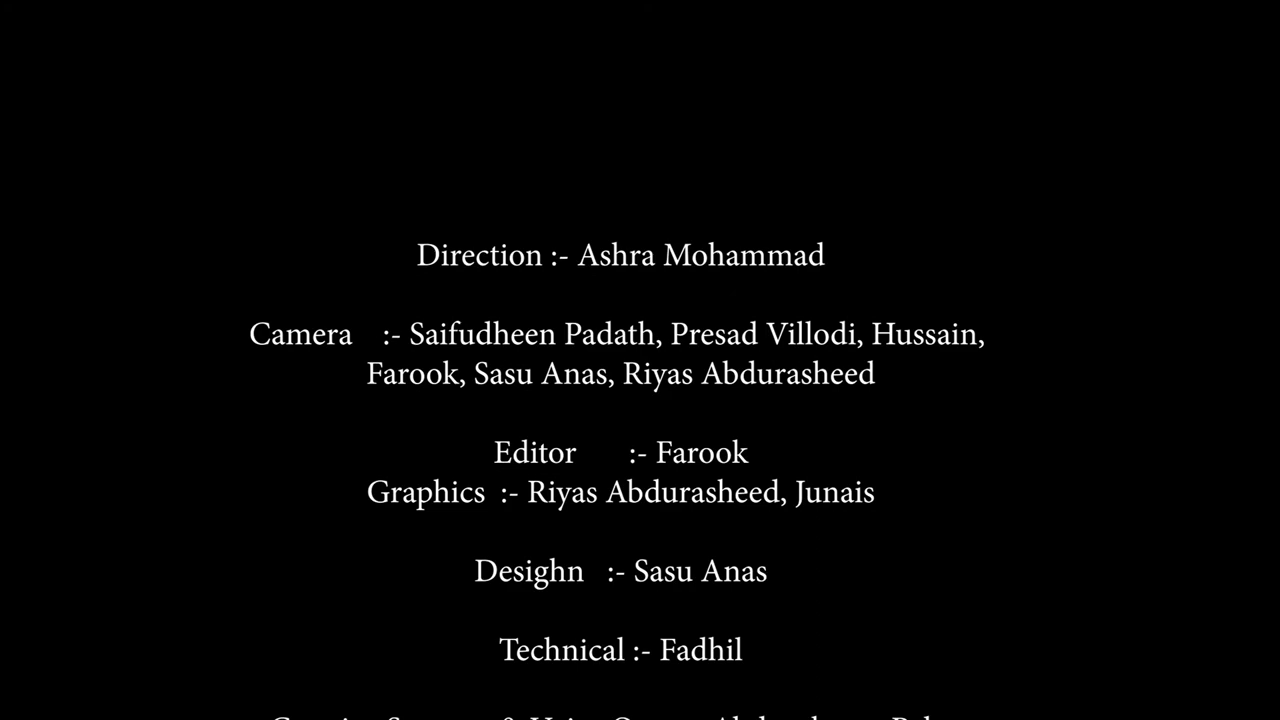 Direction :- Ashra Mohammad
Camera :- Saifudheen Padath, Presad Villodi, Hussain,
Farook, Sasu Anas, Riyas Abdurasheed
Editor :- Farook
Graphics :- Riyas Abdurasheed, Junais
Desighn :- Sasu Anas
Technical :- Fadhil